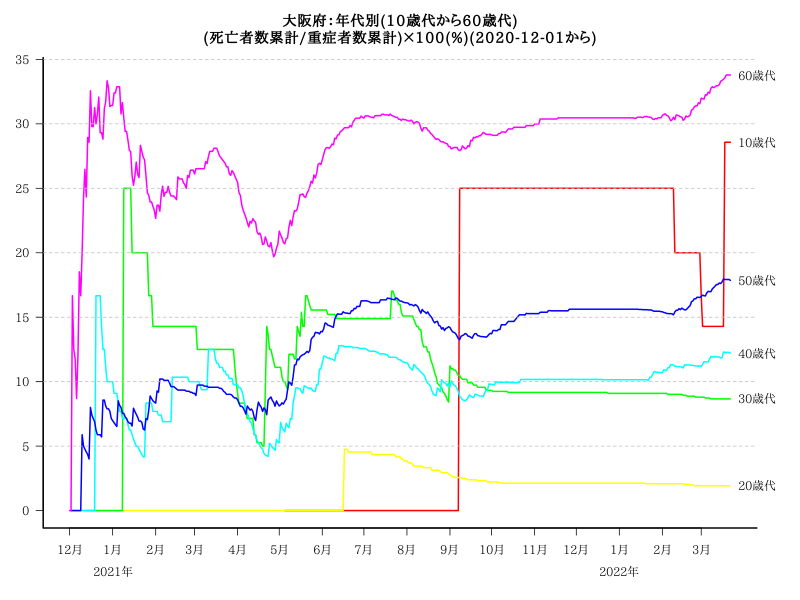 大阪府：年代別(10歳代から60歳代)
(死亡者数累計/重症者数累計)×100(%)(2020-12-01から)
35
30
25
20
15
10
5
0
60歳代
10歳代
50歳代
40歳代
30歳代
20歳代
12月 1月 2月 3月 4月 5月 6月 7月 8月 9月 10月 11月 12月 1月 2月 3月
2021年 2022年